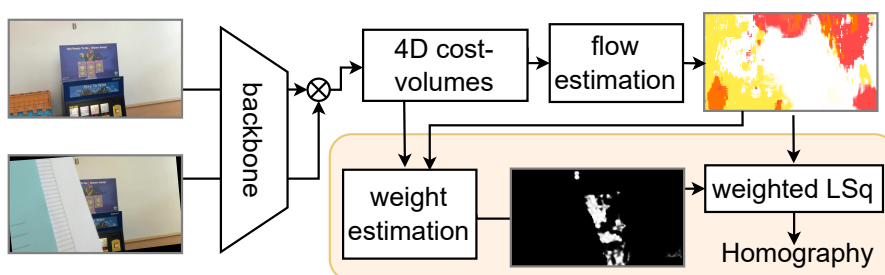 backbone
4D cost-
volumes
flow
estimation
weight
estimation
weighted LSq
Homography